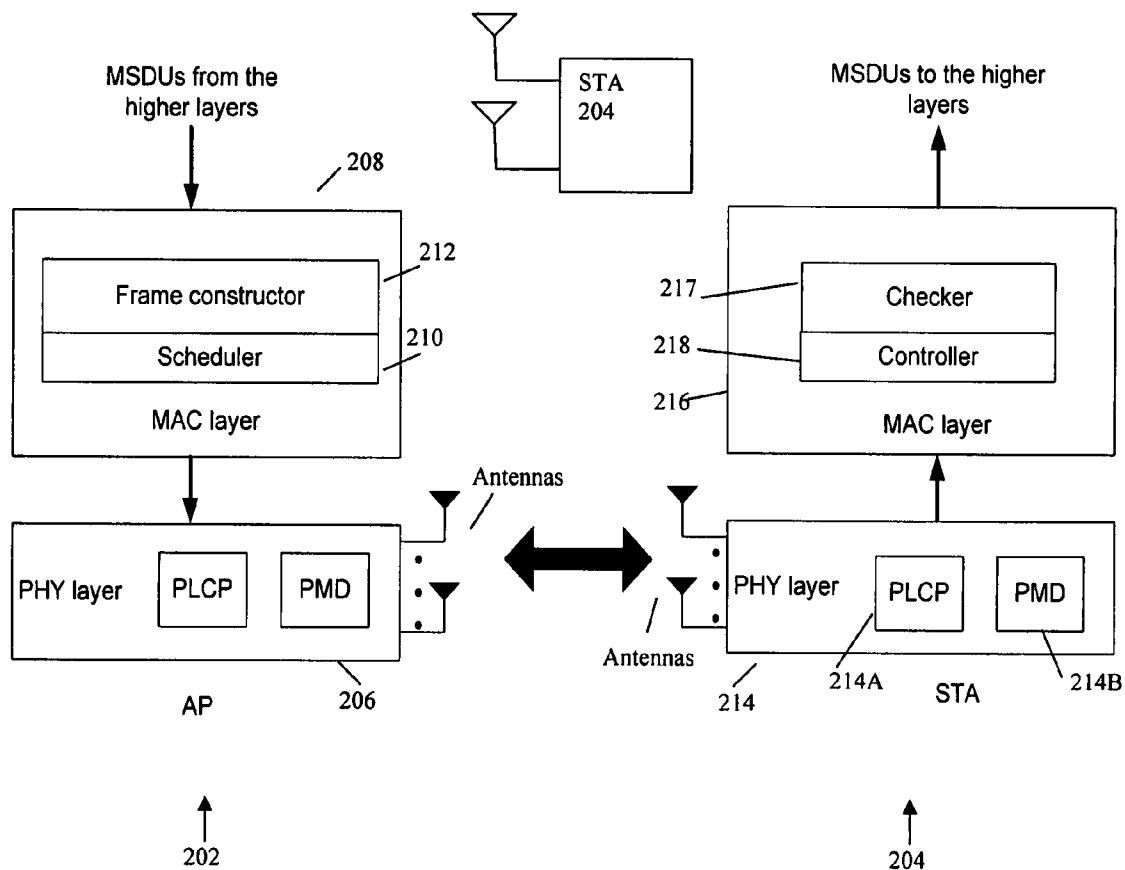 MSDUs from the
higher layers
STA
204
MSDUs to the higher
layers
208
212
Frame constructor
210
Scheduler
MAC layer
217
Checker
218
Controller
216
MAC layer
Antennas
PHY layer
PLCP
PMD
PHY layer
PLCP
PMD
Antennas
206
AP
214
214A
STA
214B
202
204